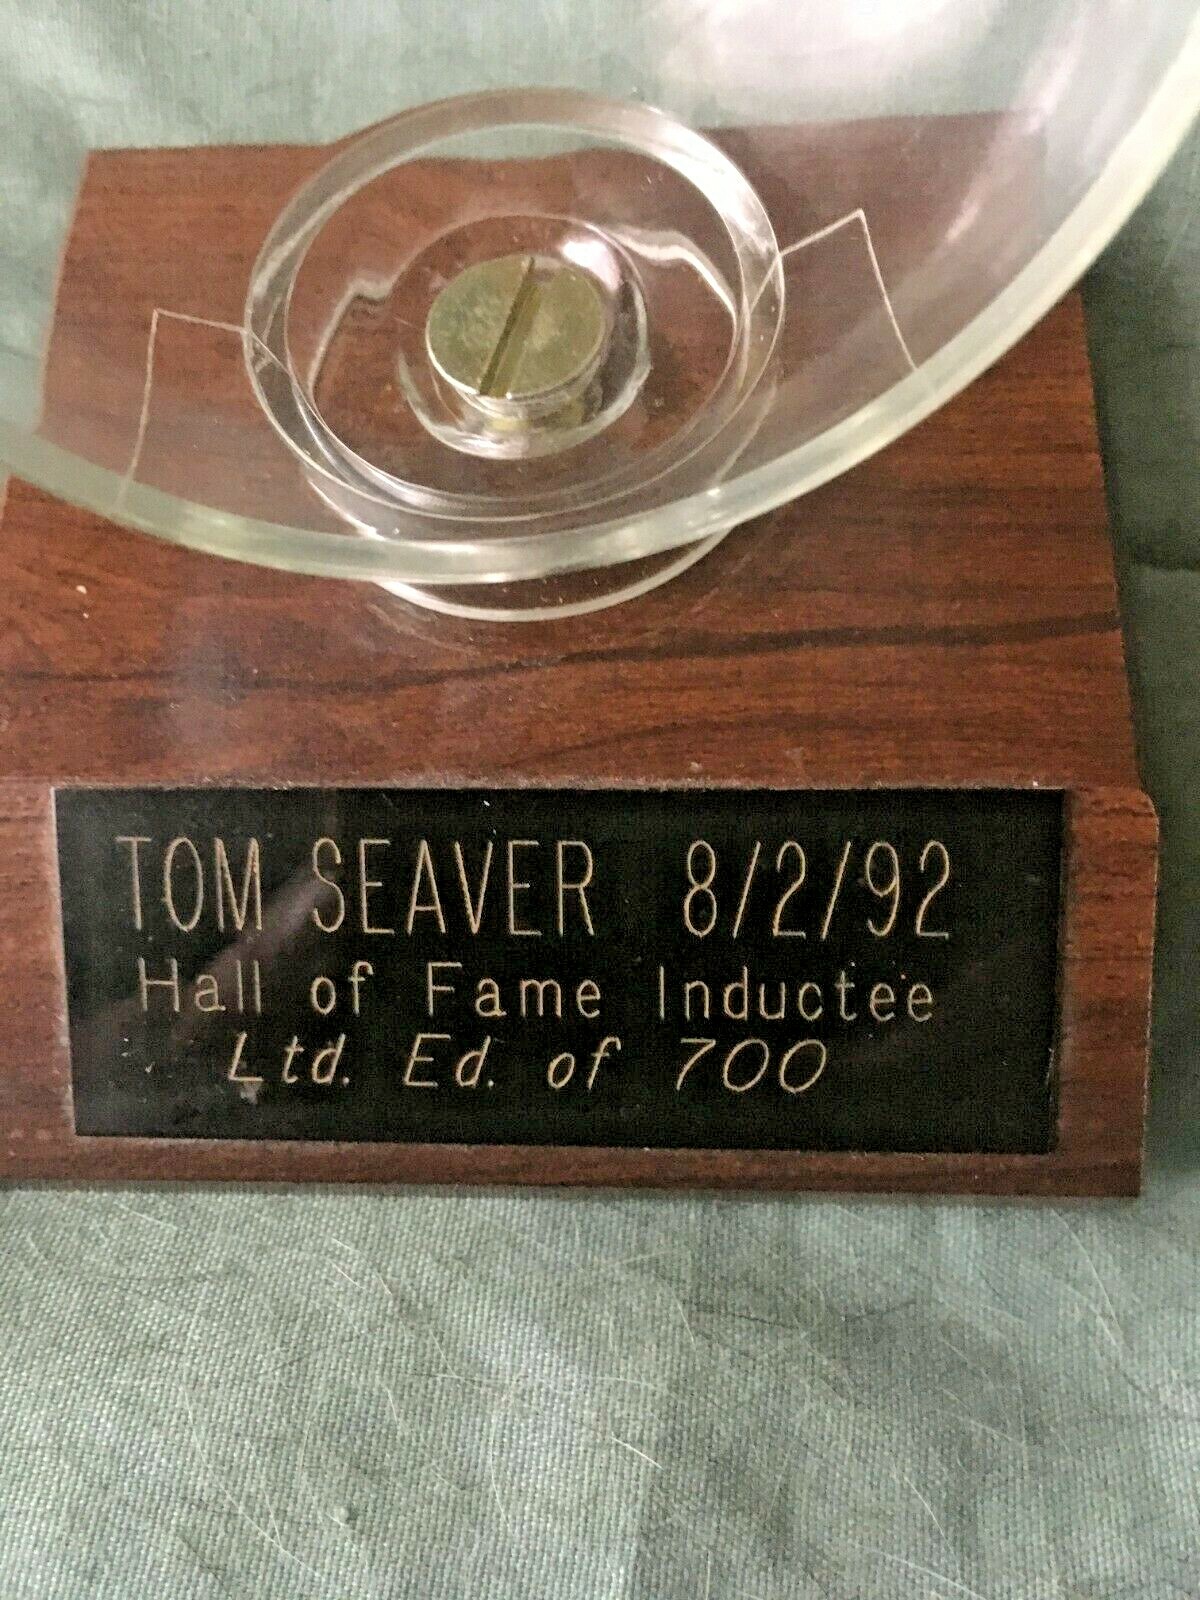 TOM SEAVER 8/2/92
Hall of Fame Inductee
Ltd. Ed. of 700